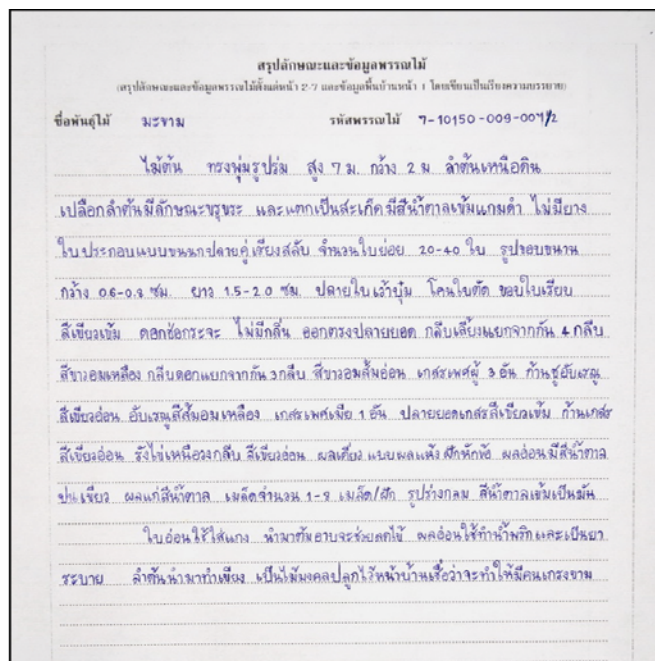 สรุปลักษณะและข้อมูลพรรณไม้
(สรุปลักษณะและข้อมูลพรรณไม้ตั้งแต่หน้า 2-7 และข้อมูลพื้นบ้านหน้า 1 โดยเขียนเป็นเรียงความบรรยาย)
ชื่อพันธุ์ไม้ มะขาม รหัสพรรณไม้ 7-10150-009-004/2
ไม้ต้น ทรงพุ่มรูปร่ม สูง 7 ม. กว้าง 2 ม. ลำต้นเหนือดิน
เปลือกลำต้นมีลักษณะขรุขระ และแตกเป็นสะเก็ด มีสีน้ำตาลเข้มแกมดำ ไม่มียาง
ใบประกอบแบบขนนกปลายคู่เรียงสลับ จำนวนใบย่อย 20-40 ใบ รูปขอบขนาน
กว้าง 0.6-0.8 ซม. ยาว 1.5-2.0 ซม. ปลายใบเว้าบุ๋ม โคนใบตัด ขอบใบเรียบ
สีเขียวเข้ม ดอกช่อกระจะ ไม่มีกลิ่น ออกตรงปลายยอด กลีบเลี้ยงแยกจากกัน 4 กลีบ
สีขาวอมเหลือง กลีบดอกแยกจากกัน 3 กลีบ สีขาวอมส้มอ่อน เกสรเพศผู้ 3 อัน ก้านชูอับเรณู
สีเขียวอ่อน อับเรณูสีส้มอมเหลือง เกสรเพศเมีย 1 อัน ปลายยอดเกสรสีเขียวเข้ม ก้านเกสร
สีเขียวอ่อน รังไข่เหนือวงกลีบ สีเขียวอ่อน ผลเดี่ยว แบบผลแห้ง ฝักหักข้อ ผลอ่อนมีสีน้ำตาล
ปนเขียว ผลแก่สีน้ำตาล เมล็ดจำนวน 1-9 เมล็ด/ฝัก รูปร่างกลม สีน้ำตาลเข้มเป็นมัน
ใบอ่อนใช้ใส่แกง นำมาต้มอาบจะช่วยลดไข้ ผลอ่อนใช้ทำน้ำพริกและเป็นยา
ระบาย ลำต้นนำมาทำเขียง เป็นไม้มงคลปลูกไว้หน้าบ้านเชื่อว่าจะทำให้มีคนเกรงขาม